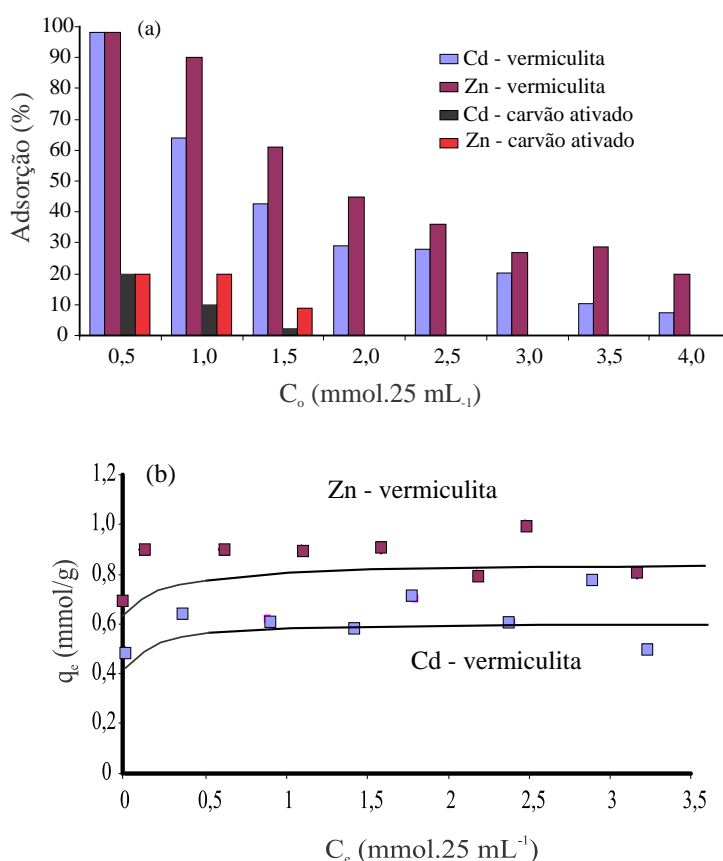 (a)
100
90
80
70
60
50
40
30
20
10
0
Adsorção (%)
Cd - vermiculita
Zn - vermiculita
Cd - carvão ativado
Zn - carvão ativado
0,5 1,0 1,5 2,0 2,5 3,0 3,5 4,0
C₀ (mmol.25 mL₋₁)
(b)
1,2
1,0
0,8
0,6
0,4
0,2
0
qₑ (mmol/g)
Zn - vermiculita
Cd - vermiculita
0 0,5 1 1,5 2 2,5 3 3,5
Cₑ (mmol.25 mL⁻¹)